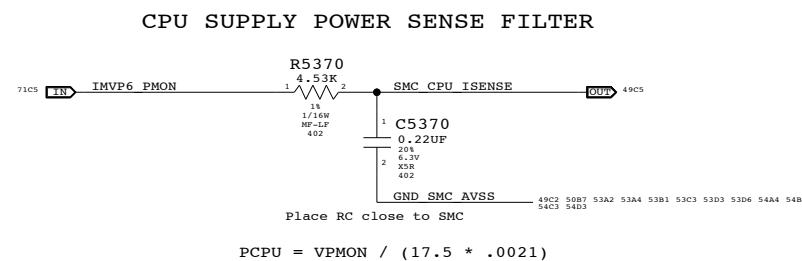 CPU SUPPLY POWER SENSE FILTER
R5370
4.53K
71C5 IN IMVP6_PMON 1 2 SMC_CPU_ISENSE OUT 49C5
1%
1/16W
MF-LF
402
1 C5370
0.22UF
20%
6.3V
2 X5R
402
GND_SMC_AVSS 49C2 50B7 53A2 53A4 53B1 53C3 53D3 53D6 54A4 54B
54C3 54D3
Place RC close to SMC
PCPU = VPMON / (17.5 * .0021)